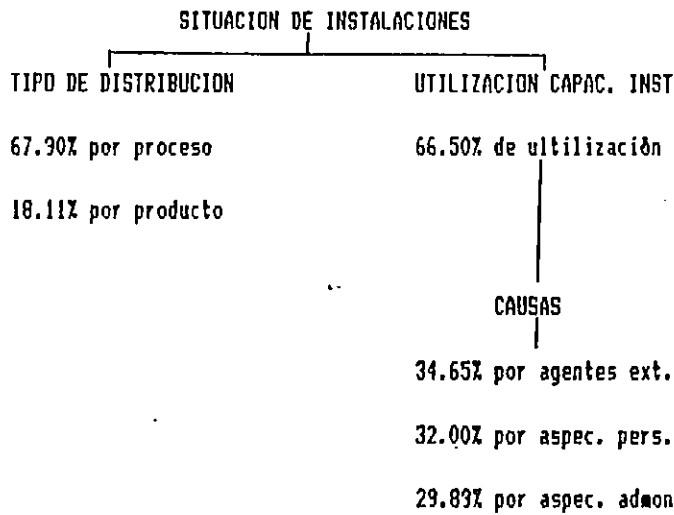 SITUACION DE INSTALACIONES
TIPO DE DISTRIBUCION
67.90% por proceso
18.11% por producto
UTILIZACION CAPAC. INST
66.50% de ultilización
CAUSAS
34.65% por agentes ext.
32.00% por aspec. pers.
29.89% por aspec. admon